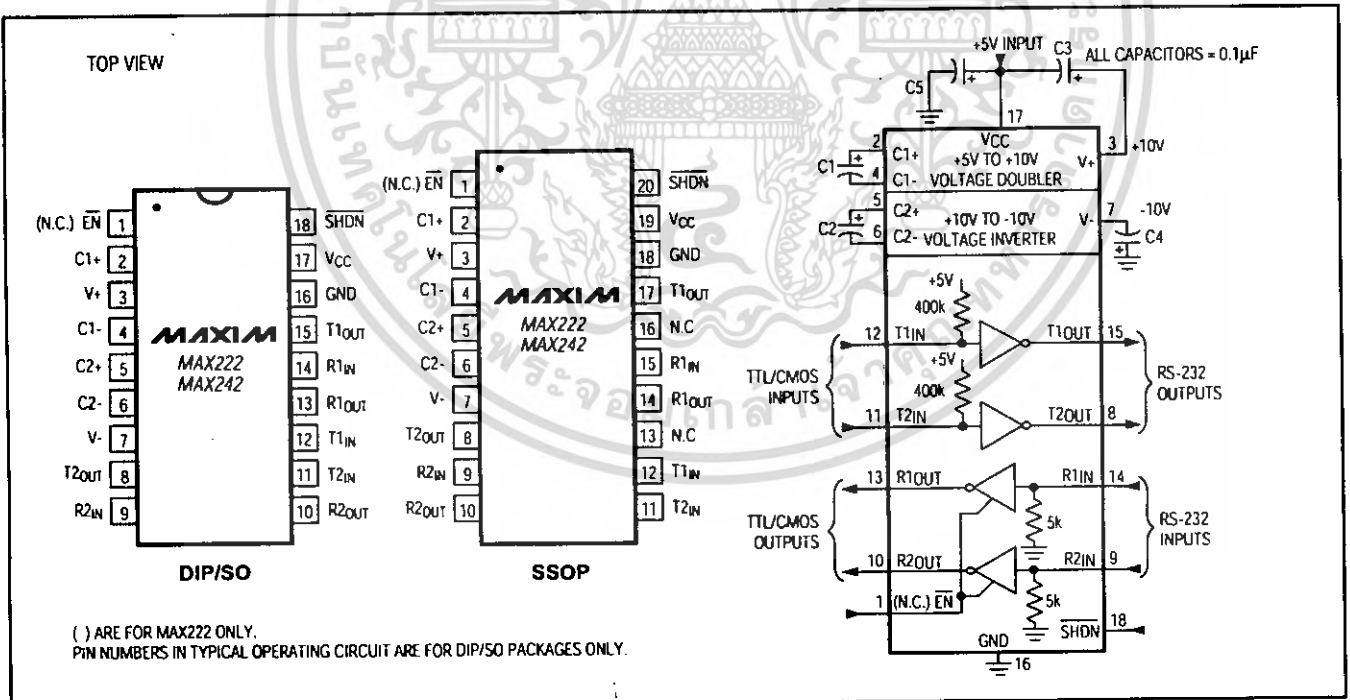 TOP VIEW
(N.C.) EN 1
C1+ 2
V+ 3
C1- 4
C2+ 5
C2- 6
V- 7
T2OUT 8
R2IN 9
18 SHDN
17 VCC
16 GND
15 T1OUT
14 R1IN
13 R1OUT
12 T1IN
11 T2IN
10 R2OUT
MAXIM
MAX222
MAX242
DIP/SO
(N.C.) EN 1
C1+ 2
V+ 3
C1- 4
C2+ 5
C2- 6
V- 7
T2OUT 8
R2IN 9
R2OUT 10
20 SHDN
19 VCC
18 GND
17 T1OUT
16 N.C
15 R1IN
14 R1OUT
13 N.C
12 T1IN
11 T2IN
MAXIM
MAX222
MAX242
SSOP
+5V INPUT C3
ALL CAPACITORS = 0.1µF
C5
17
VCC
2 C1+
C1
4 C1-
+5V TO +10V
VOLTAGE DOUBLER
V+ 3 +10V
5 C2+
C2
6 C2-
+10V TO -10V
VOLTAGE INVERTER
V- 7 -10V
C4
+5V
400k
12 T1IN T1OUT 15
+5V
400k
TTL/CMOS
INPUTS
RS-232
OUTPUTS
11 T2IN T2OUT 8
13 R1OUT R1IN 14
5k
TTL/CMOS
OUTPUTS
RS-232
INPUTS
10 R2OUT R2IN 9
5k
1 (N.C.) EN
SHDN 18
GND
16
( ) ARE FOR MAX222 ONLY.
PIN NUMBERS IN TYPICAL OPERATING CIRCUIT ARE FOR DIP/SO PACKAGES ONLY.